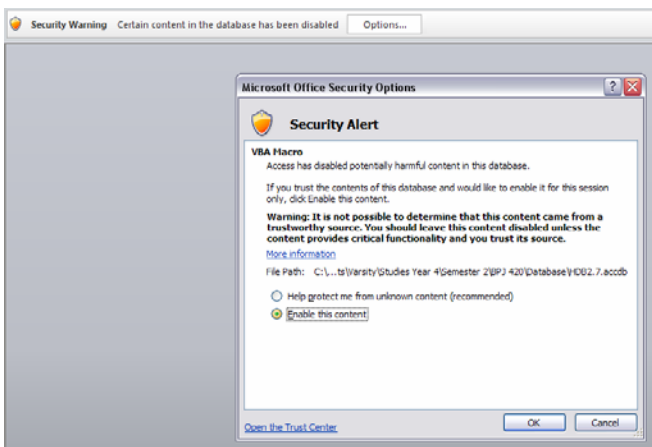 Security Warning Certain content in the database has been disabled Options...
Microsoft Office Security Options
Security Alert
VBA Macro
Access has disabled potentially harmful content in this database.
If you trust the contents of this database and would like to enable it for this session
only, click Enable this content.
Warning: It is not possible to determine that this content came from a
trustworthy source. You should leave this content disabled unless the
content provides critical functionality and you trust its source.
More information
File Path: C:\...ts\Varsity\Studies Year 4\Semester 2\BPJ 420\Database\HDB2.7.accdb
Help protect me from unknown content (recommended)
Enable this content
Open the Trust Center OK Cancel